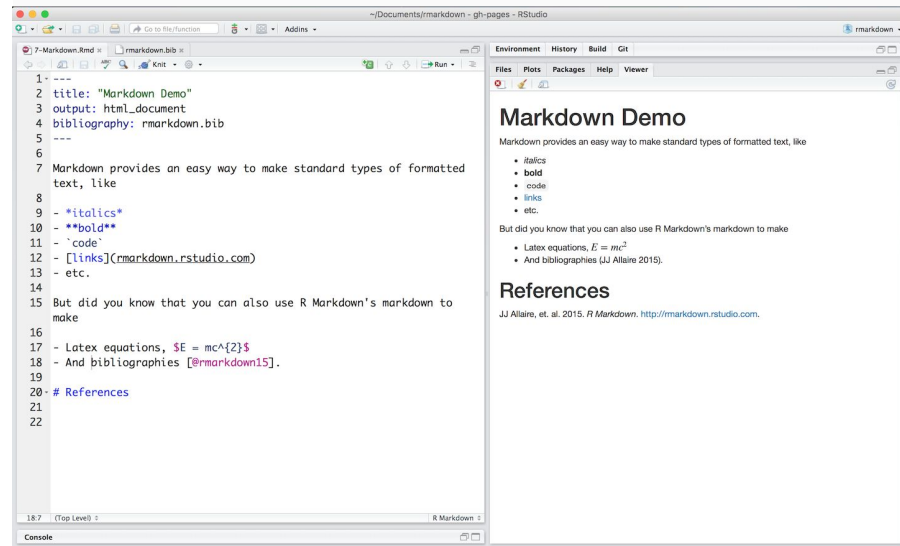 ~/Documents/rmarkdown - gh-pages - RStudio
Go to file/function
Addins
rmarkdown
7-Markdown.Rmd
rmarkdown.bib
ABC
Knit
Run
1 ---
2 title: "Markdown Demo"
3 output: html_document
4 bibliography: rmarkdown.bib
5 ---
6
7 Markdown provides an easy way to make standard types of formatted
text, like
8
9 - *italics*
10 - **bold**
11 - `code`
12 - [links](rmarkdown.rstudio.com)
13 - etc.
14
15 But did you know that you can also use R Markdown's markdown to
make
16
17 - Latex equations, $E = mc^{2}$
18 - And bibliographies [@rmarkdown15].
19
20 # References
21
22
18:7 (Top Level) R Markdown
Console
Environment History Build Git
Files Plots Packages Help Viewer
Markdown Demo
Markdown provides an easy way to make standard types of formatted text, like
• italics
• bold
• code
• links
• etc.
But did you know that you can also use R Markdown's markdown to make
• Latex equations, E = mc²
• And bibliographies (JJ Allaire 2015).
References
JJ Allaire, et. al. 2015. R Markdown. http://rmarkdown.rstudio.com.